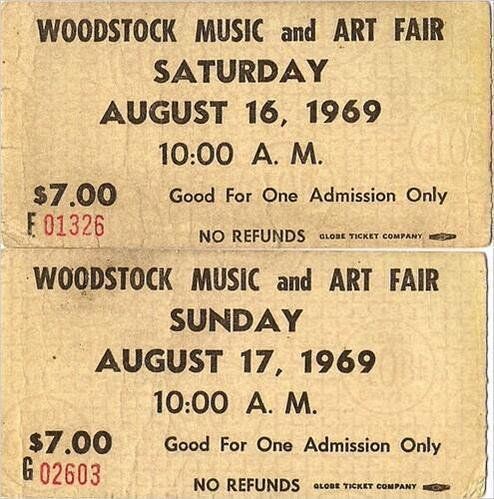 WOODSTOCK MUSIC and ART FAIR
SATURDAY
AUGUST 16, 1969
10:00 A. M.
$7.00 Good For One Admission Only
F 01326
NO REFUNDS GLOBE TICKET COMPANY
WOODSTOCK MUSIC and ART FAIR
SUNDAY
AUGUST 17, 1969
10:00 A. M.
$7.00 Good For One Admission Only
G 02603
NO REFUNDS GLOBE TICKET COMPANY